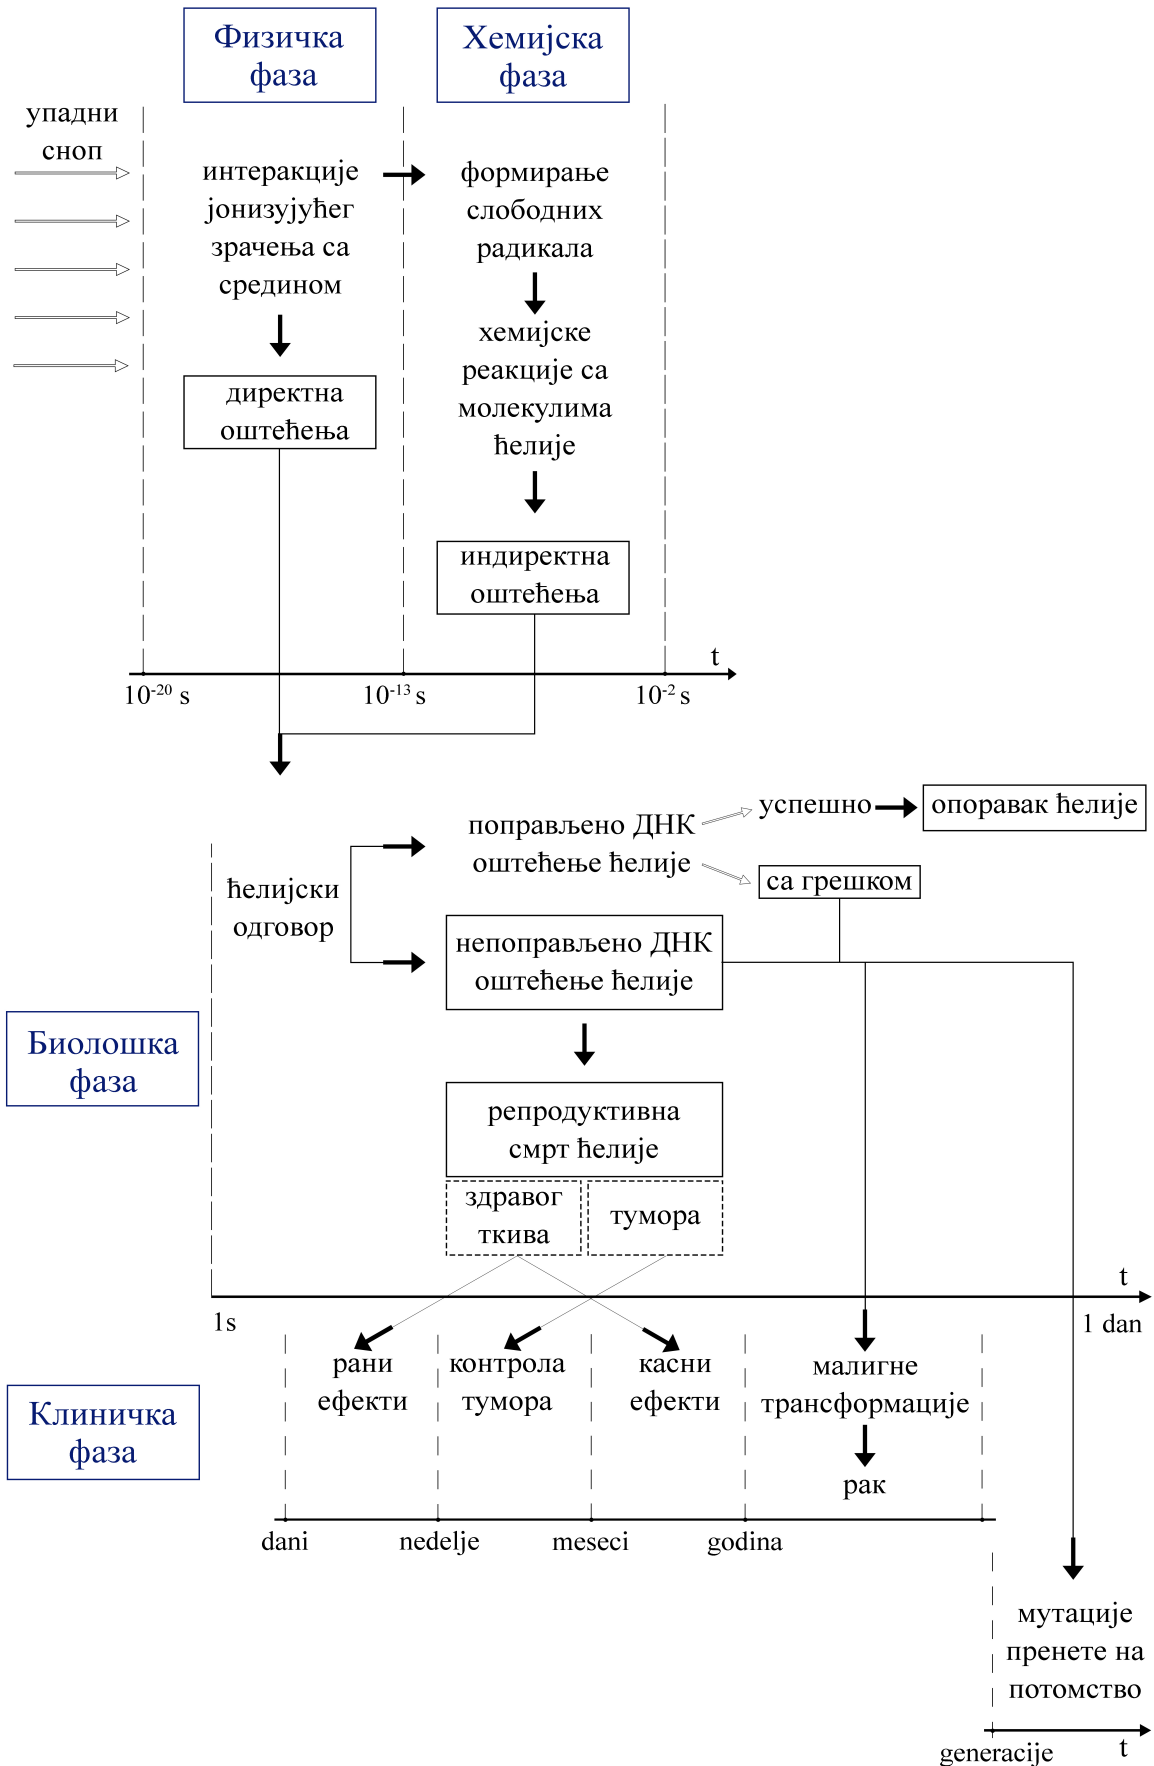 Физичка
фаза
Хемијска
фаза
упадни
сноп
интеракције
јонизујућег
зрачења са
средином
директна
оштећења
формирање
слободних
радикала
хемијске
реакције са
молекулима
ћелије
индиректна
оштећења
t
10⁻²⁰ s
10⁻¹³ s
10⁻² s
ћелијски
одговор
поправљено ДНК
оштећење ћелије
успешно
опоравак ћелије
са грешком
непоправљено ДНК
оштећење ћелије
Биолошка
фаза
репродуктивна
смрт ћелије
здравог
ткива
тумора
t
1s
1 dan
Клиничка
фаза
рани
ефекти
контрола
тумора
касни
ефекти
малигне
трансформације
рак
dani
nedelje
meseci
godina
мутације
пренете на
потомство
generacije
t